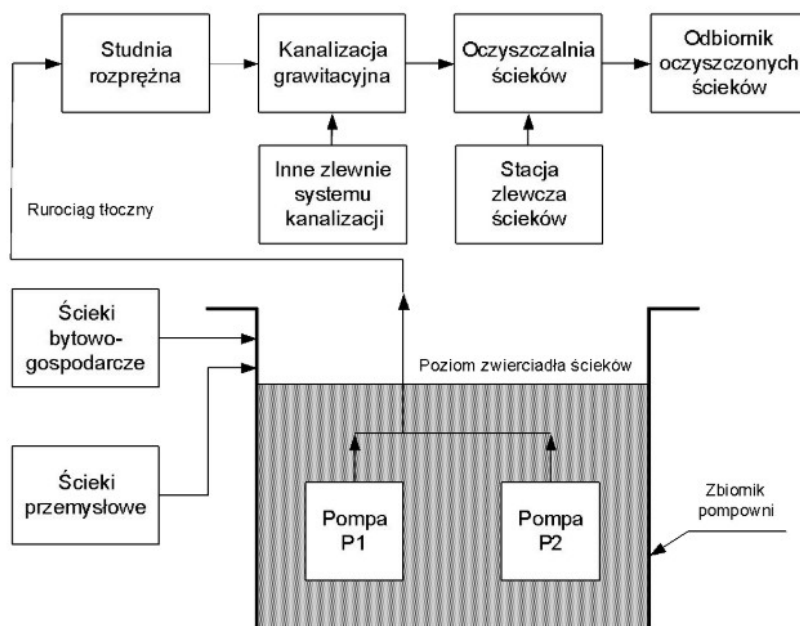 Studnia
rozprężna
Kanalizacja
grawitacyjna
Oczyszczalnia
ścieków
Odbiornik
oczyszczonych
ścieków
Inne zlewnie
systemu
kanalizacji
Stacja
zlewcza
ścieków
Rurociąg tłoczny
Ścieki
bytowo-
gospodarcze
Poziom zwierciadła ścieków
Ścieki
przemysłowe
Pompa
P1
Pompa
P2
Zbiornik
pompowni